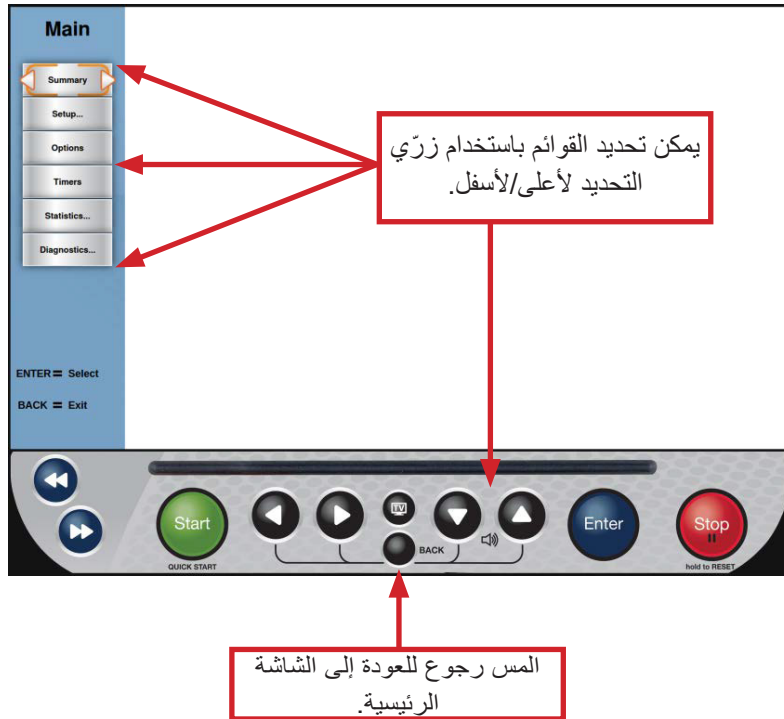 Main
Summary
Setup...
Options
Timers
Statistics...
Diagnostics...
ENTER = Select
BACK = Exit
يمكن تحديد القوائم باستخدام زرّي
التحديد لأعلى/لأسفل.
Start
QUICK START
TV
BACK
Enter
Stop
hold to RESET
المس رجوع للعودة إلى الشاشة
الرئيسية.